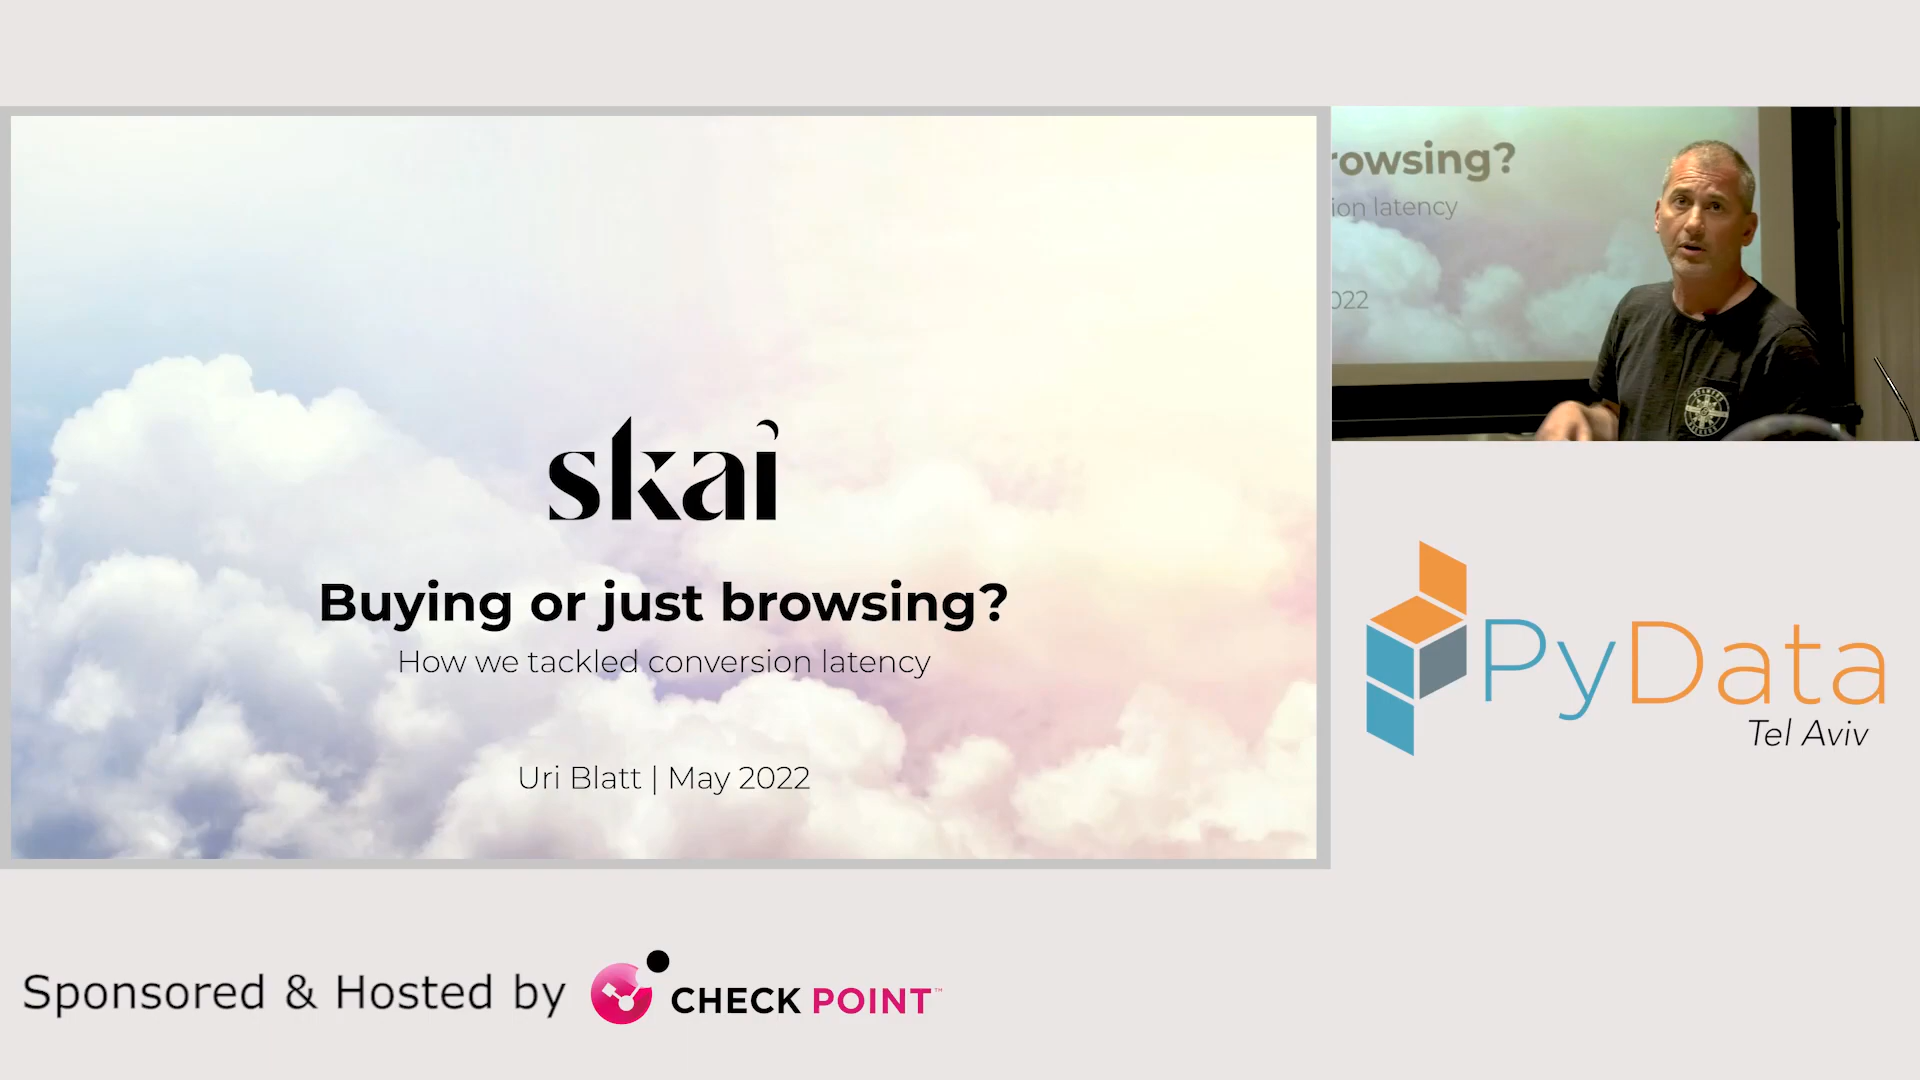 skai
Buying or just browsing?
How we tackled conversion latency
Uri Blatt | May 2022
rowsing?
ion latency
022
PyData
Tel Aviv
Sponsored & Hosted by
CHECK POINT™